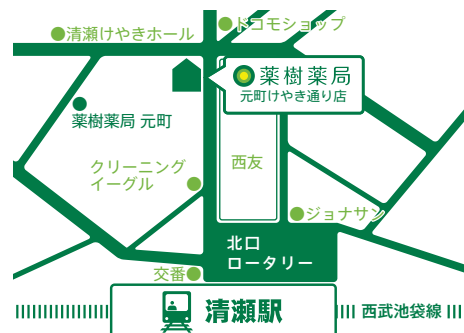 清瀬けやきホール
ドコモショップ
薬樹薬局
元町けやき通り店
薬樹薬局 元町
クリーニング
イーグル
西友
ジョナサン
北口
ロータリー
交番
清瀬駅
西武池袋線